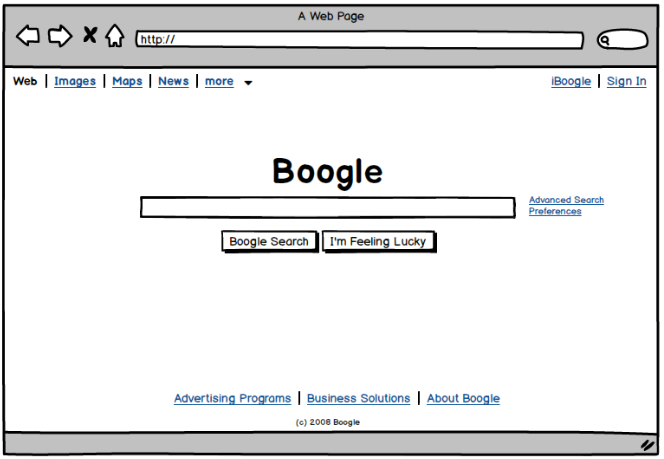 A Web Page
http://
Web | Images | Maps | News | more
iBoogle | Sign In
Boogle
Advanced Search
Preferences
Boogle Search
I'm Feeling Lucky
Advertising Programs | Business Solutions | About Boogle
(c) 2008 Boogle